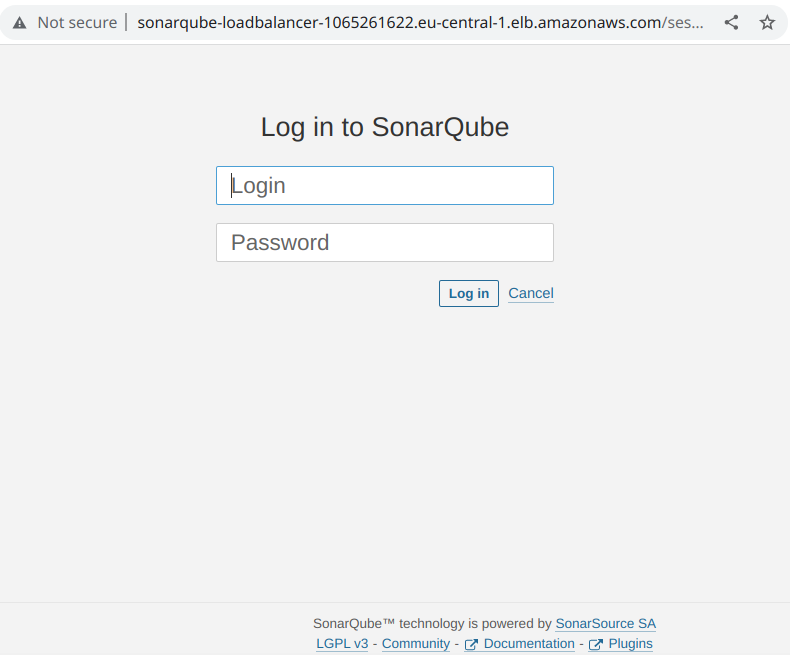 Not secure | sonarqube-loadbalancer-1065261622.eu-central-1.elb.amazonaws.com/ses...
Log in to SonarQube
Login
Password
Log in Cancel
SonarQube™ technology is powered by SonarSource SA
LGPL v3 - Community - Documentation - Plugins